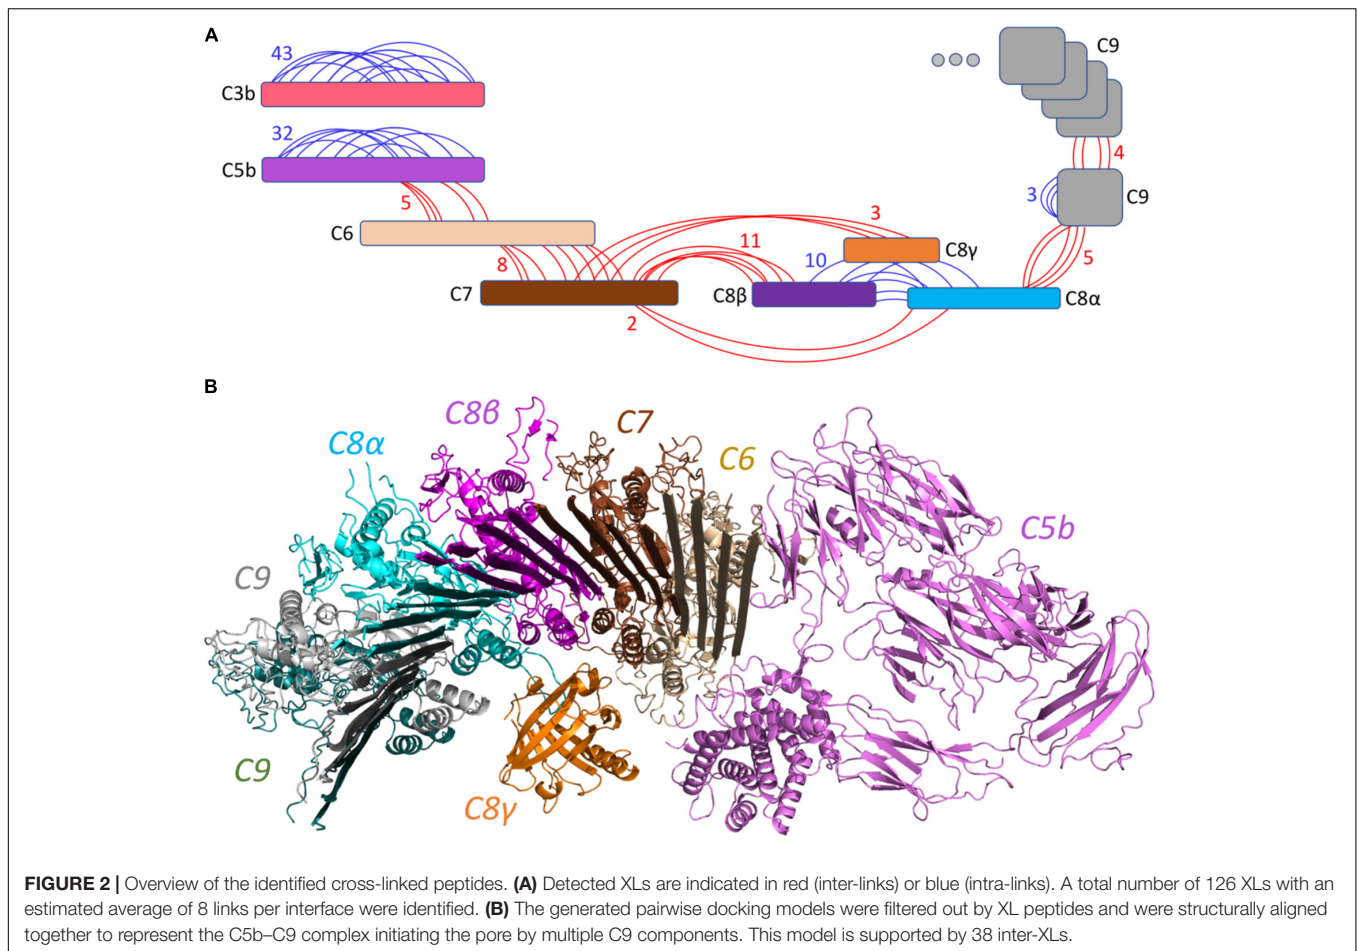 A
43
C3b
32
C5b
5
C6
8
C7
2
11
3
C8β
10
C8γ
C8α
C9
4
3
C9
5
B
C8α
C8β
C7
C6
C5b
C9
C9
C8γ
FIGURE 2 | Overview of the identified cross-linked peptides. (A) Detected XLs are indicated in red (inter-links) or blue (intra-links). A total number of 126 XLs with an
estimated average of 8 links per interface were identified. (B) The generated pairwise docking models were filtered out by XL peptides and were structurally aligned
together to represent the C5b–C9 complex initiating the pore by multiple C9 components. This model is supported by 38 inter-XLs.